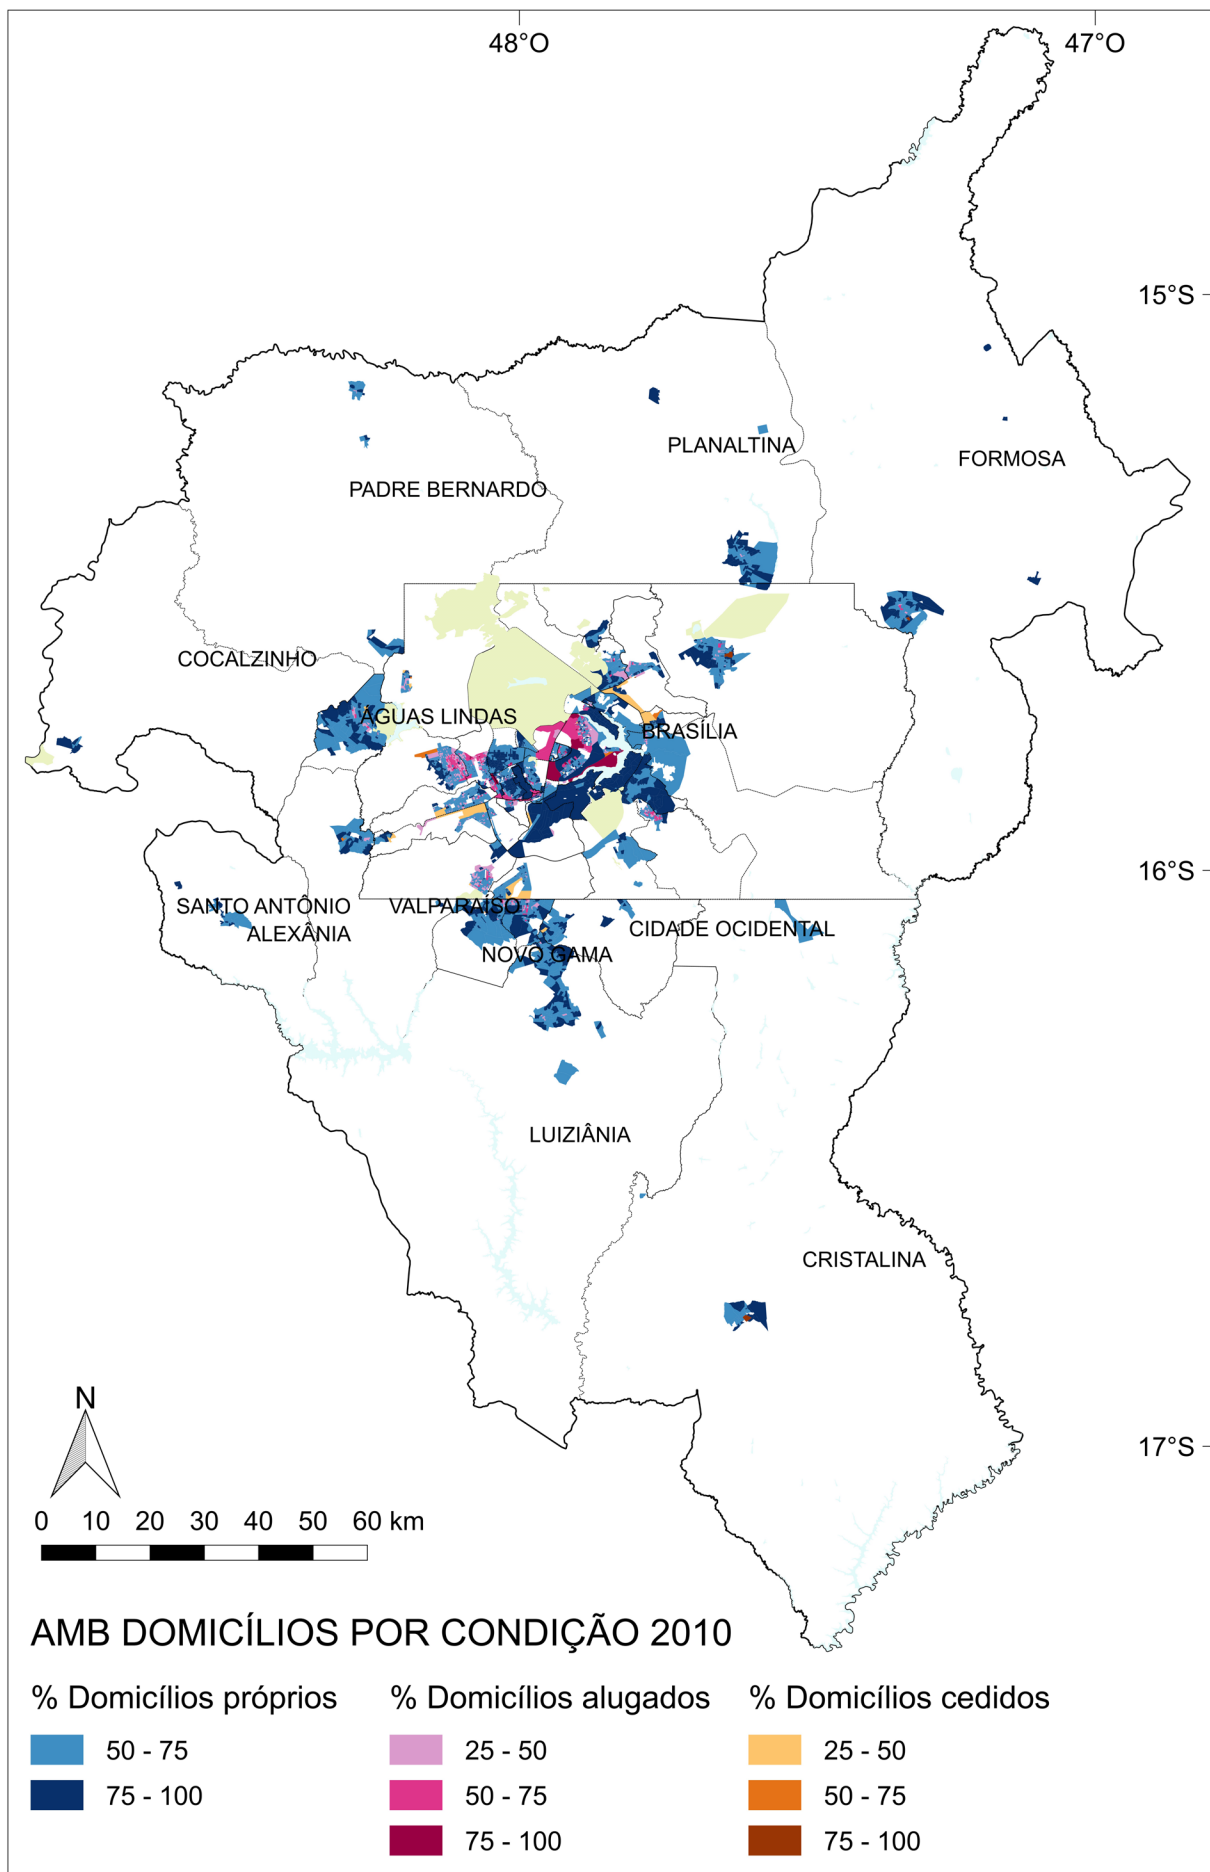 48°O
47°O
15°S
PLANALTINA
FORMOSA
PADRE BERNARDO
COCALZINHO
ÁGUAS LINDAS
BRASÍLIA
16°S
SANTO ANTÔNIO
VALPARAÍSO
CIDADE OCIDENTAL
ALEXÂNIA
NOVO GAMA
LUIZIÂNIA
CRISTALINA
17°S
N
0 10 20 30 40 50 60 km
AMB DOMICÍLIOS POR CONDIÇÃO 2010
% Domicílios próprios
50 - 75
75 - 100
% Domicílios alugados
25 - 50
50 - 75
75 - 100
% Domicílios cedidos
25 - 50
50 - 75
75 - 100